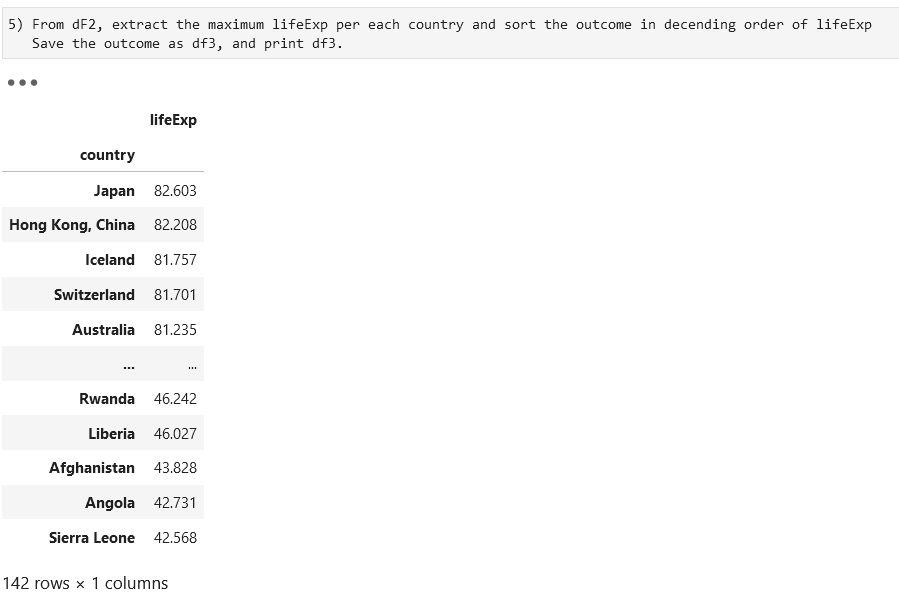 5) From dF2, extract the maximum lifeExp per each country and sort the outcome in decending order of lifeExp
Save the outcome as df3, and print df3.
lifeExp
country
Japan 82.603
Hong Kong, China 82.208
Iceland 81.757
Switzerland 81.701
Australia 81.235
... ...
Rwanda 46.242
Liberia 46.027
Afghanistan 43.828
Angola 42.731
Sierra Leone 42.568
142 rows × 1 columns